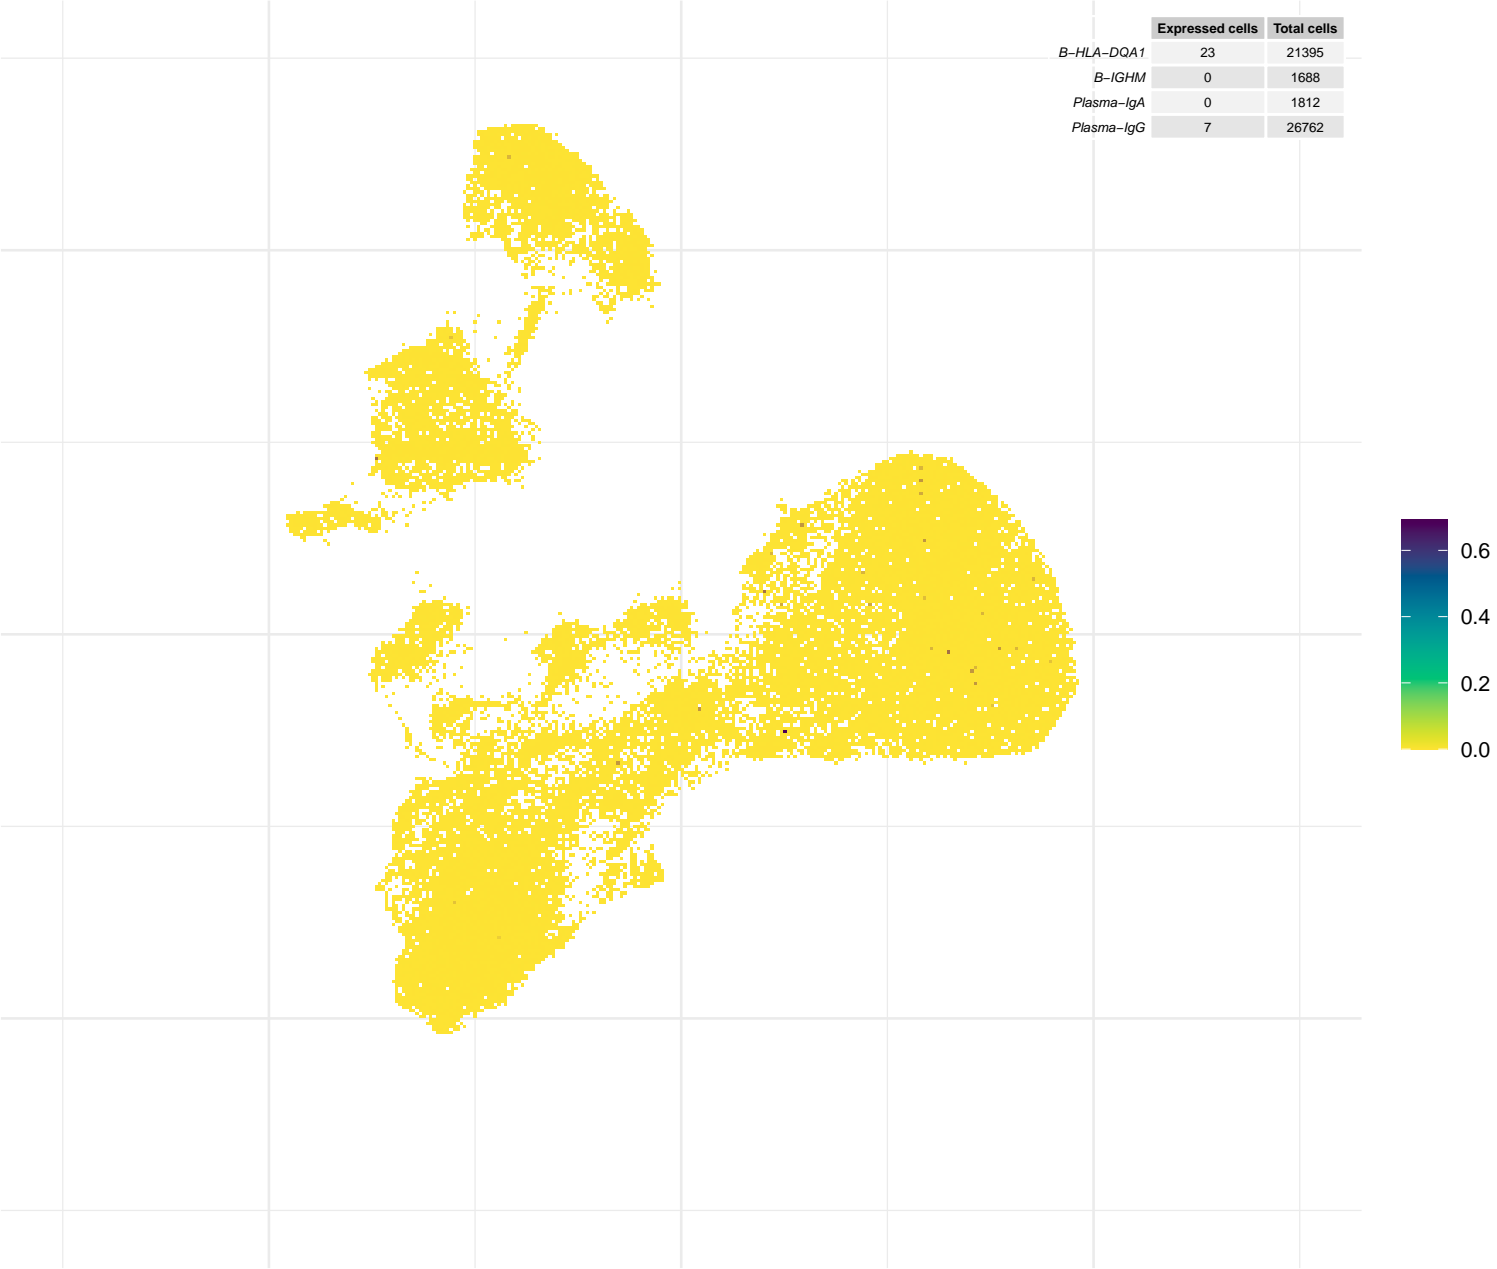 Expressed cells Total cells
B−HLA−DQA1 23 21395
B−IGHM 0 1688
Plasma−IgA 0 1812
Plasma−IgG 7 26762
0.6
0.4
0.2
0.0